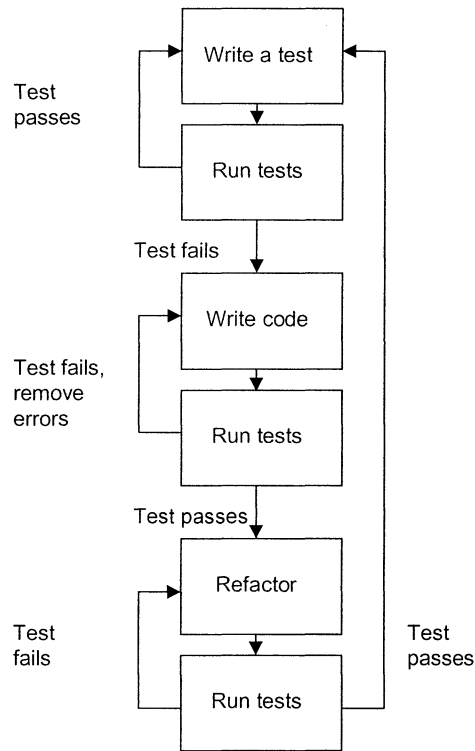 Write a test
Test
passes
Run tests
Test fails
Write code
Test fails,
remove
errors
Run tests
Test passes
Refactor
Test
fails
Test
passes
Run tests